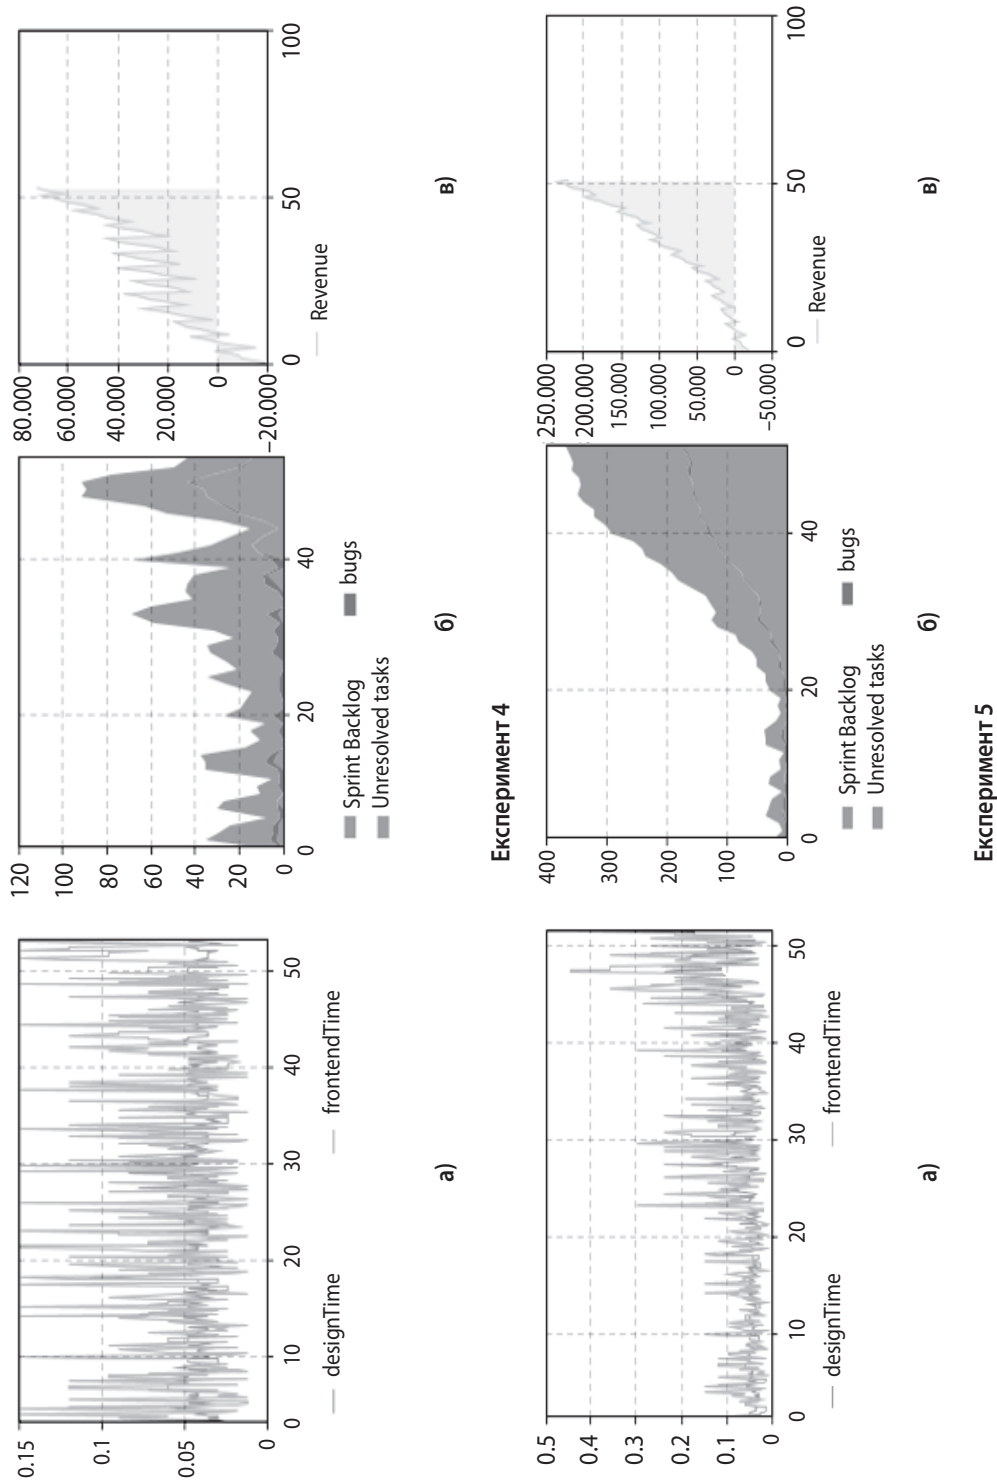 0.15
0.1
0.05
0
0 10 20 30 40 50
designTime frontendTime
а)
120
100
80
60
40
20
0
0 20 40
Sprint Backlog bugs
Unresolved tasks
б)
80.000
60.000
40.000
20.000
0
–20.000
0 50 100
Revenue
в)
Експеримент 4
0.5
0.4
0.3
0.2
0.1
0
0 10 20 30 40 50
designTime frontendTime
а)
400
300
200
100
0
0 20 40
Sprint Backlog bugs
Unresolved tasks
б)
250.000
200.000
150.000
100.000
50.000
0
–50.000
0 50 100
Revenue
в)
Експеримент 5